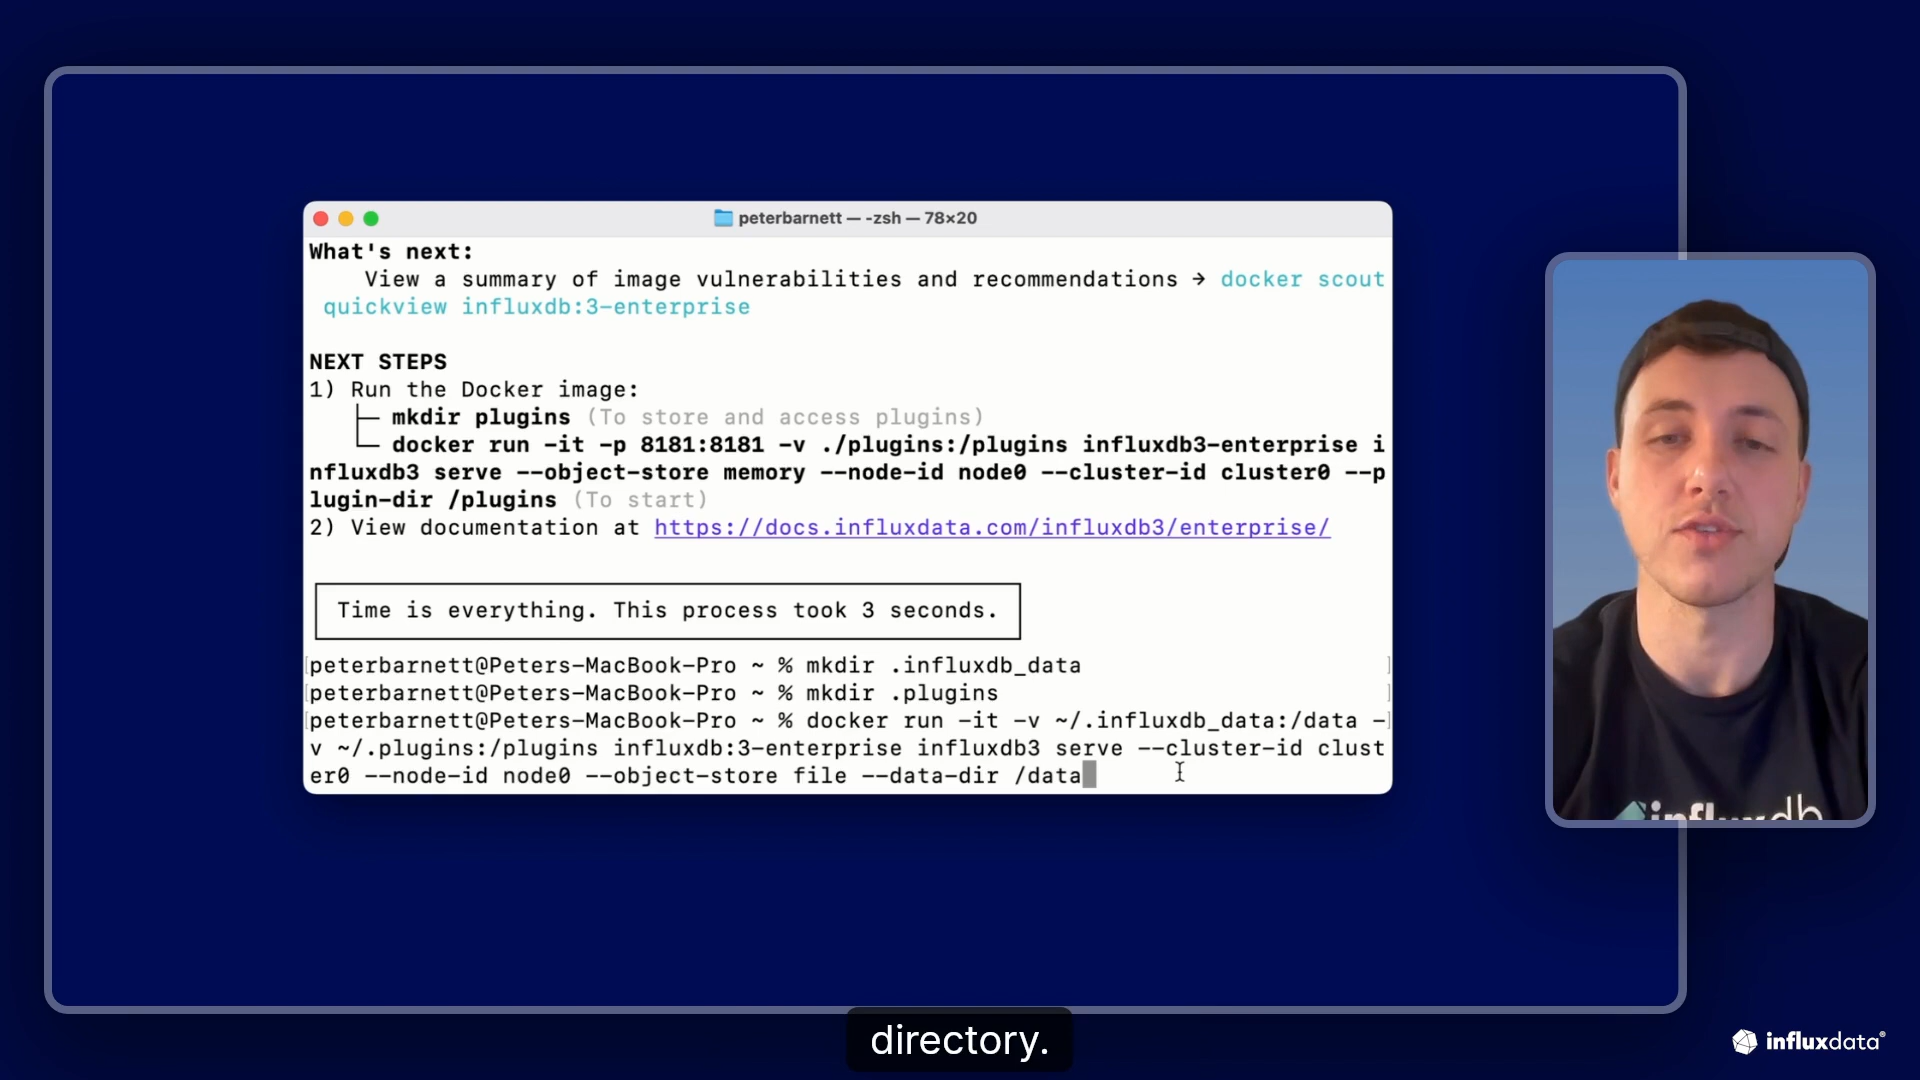 peterbarnett — -zsh — 78×20
What's next:
View a summary of image vulnerabilities and recommendations → docker scout
quickview influxdb:3-enterprise
NEXT STEPS
1) Run the Docker image:
├─ mkdir plugins (To store and access plugins)
└─ docker run -it -p 8181:8181 -v ./plugins:/plugins influxdb3-enterprise i
nfluxdb3 serve --object-store memory --node-id node0 --cluster-id cluster0 --p
lugin-dir /plugins (To start)
2) View documentation at https://docs.influxdata.com/influxdb3/enterprise/
Time is everything. This process took 3 seconds.
[peterbarnett@Peters-MacBook-Pro ~ % mkdir .influxdb_data ]
[peterbarnett@Peters-MacBook-Pro ~ % mkdir .plugins ]
[peterbarnett@Peters-MacBook-Pro ~ % docker run -it -v ~/.influxdb_data:/data -]
v ~/.plugins:/plugins influxdb:3-enterprise influxdb3 serve --cluster-id clust
er0 --node-id node0 --object-store file --data-dir /data
influxdb
directory.
influxdata®